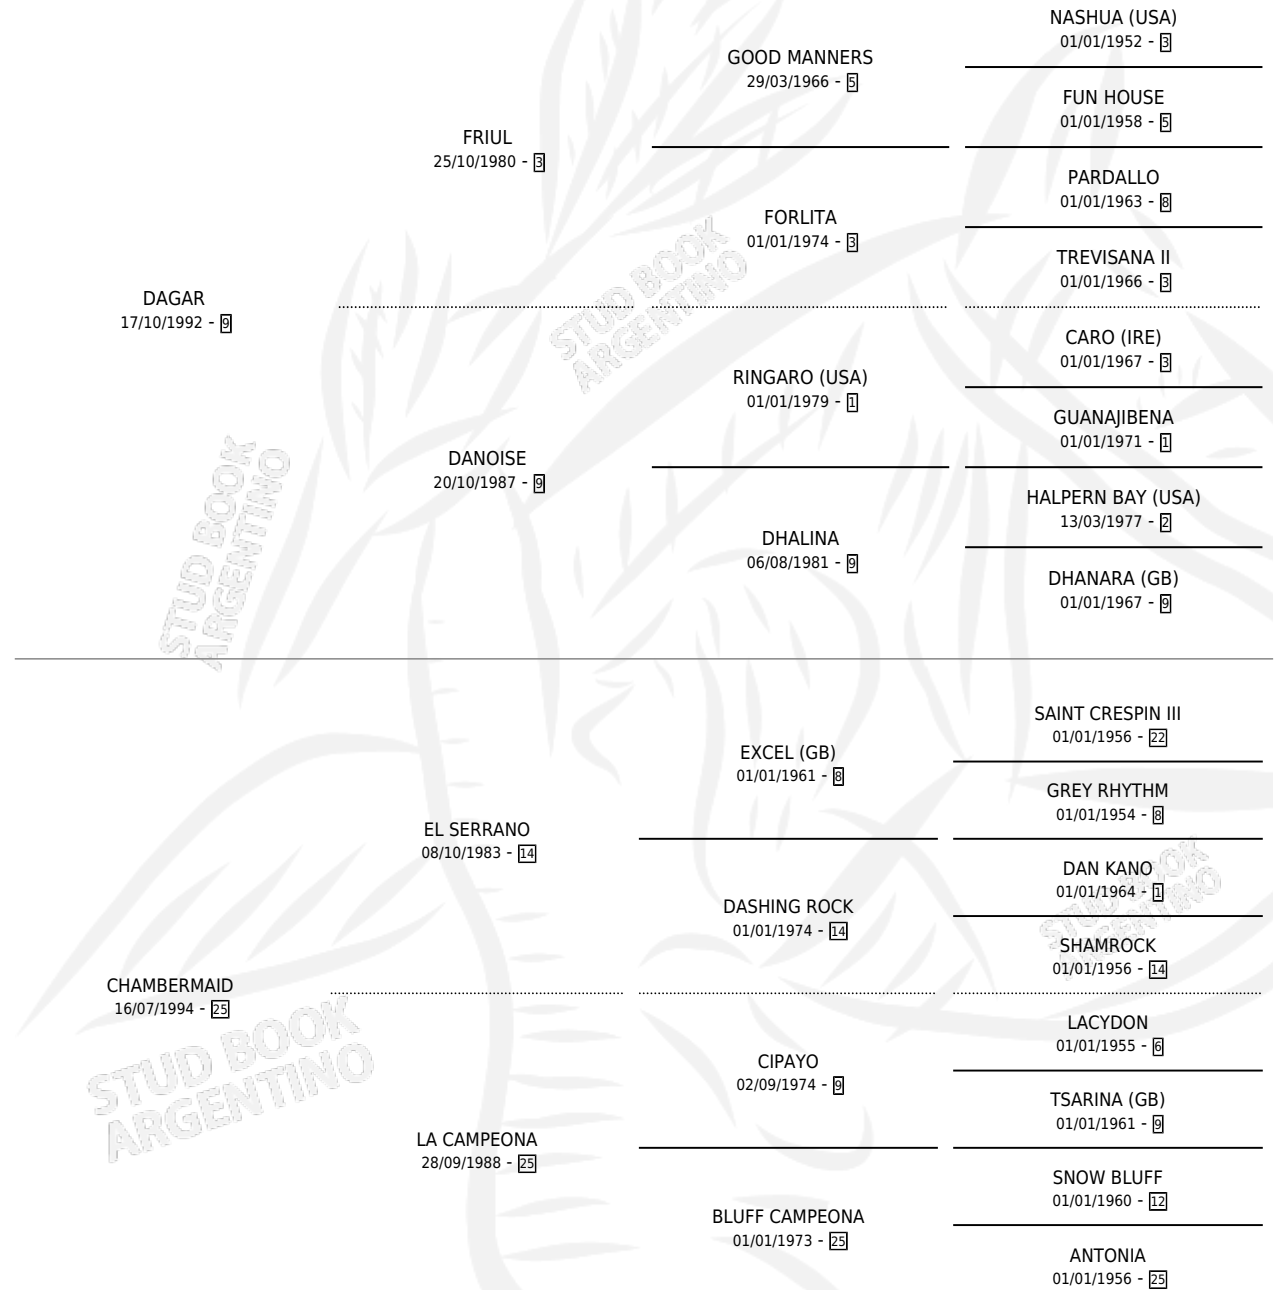 NASHUA (USA)
01/01/1952 - 3
GOOD MANNERS
29/03/1966 - 5
FUN HOUSE
01/01/1958 - 5
FRIUL
25/10/1980 - 3
PARDALLO
01/01/1963 - 8
FORLITA
01/01/1974 - 3
TREVISANA II
01/01/1966 - 3
DAGAR
17/10/1992 - 9
CARO (IRE)
01/01/1967 - 3
RINGARO (USA)
01/01/1979 - 1
GUANAJIBENA
01/01/1971 - 1
DANOISE
20/10/1987 - 9
HALPERN BAY (USA)
13/03/1977 - 2
DHALINA
06/08/1981 - 9
DHANARA (GB)
01/01/1967 - 9
STUD BOOK
ARGENTINO
STUD BOOK
ARGENTINO
SAINT CRESPIN III
01/01/1956 - 22
EXCEL (GB)
01/01/1961 - 8
GREY RHYTHM
01/01/1954 - 8
EL SERRANO
08/10/1983 - 14
DAN KANO
01/01/1964 - 1
DASHING ROCK
01/01/1974 - 14
SHAMROCK
01/01/1956 - 14
CHAMBERMAID
16/07/1994 - 25
LACYDON
01/01/1955 - 6
CIPAYO
02/09/1974 - 9
TSARINA (GB)
01/01/1961 - 9
LA CAMPEONA
28/09/1988 - 25
SNOW BLUFF
01/01/1960 - 12
BLUFF CAMPEONA
01/01/1973 - 25
ANTONIA
01/01/1956 - 25
STUD BOOK
ARGENTINO
STUD BOOK
ARGENTINO